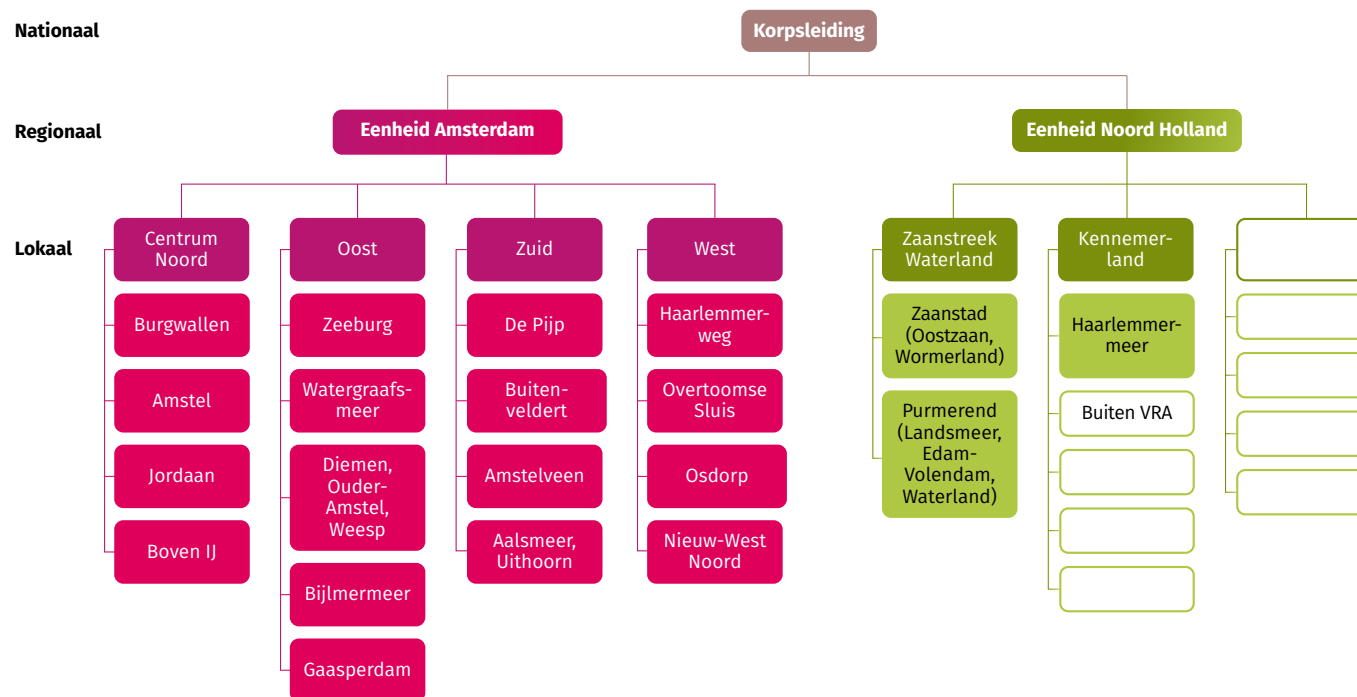 Nationaal
Korpsleiding
Regionaal
Eenheid Amsterdam
Eenheid Noord Holland
Lokaal
Centrum
Noord
Burgwallen
Amstel
Jordaan
Boven IJ
Oost
Zeeburg
Watergraafs-
meer
Diemen,
Ouder-
Amstel,
Weesp
Bijlmermeer
Gaasperdam
Zuid
De Pijp
Buiten-
veldert
Amstelveen
Aalsmeer,
Uithoorn
West
Haarlemmer-
weg
Overtoomse
Sluis
Osdorp
Nieuw-West
Noord
Zaanstreek
Waterland
Zaanstad
(Oostzaan,
Wormerland)
Purmerend
(Landsmeer,
Edam-
Volendam,
Waterland)
Kennemer-
land
Haarlemmer-
meer
Buiten VRA